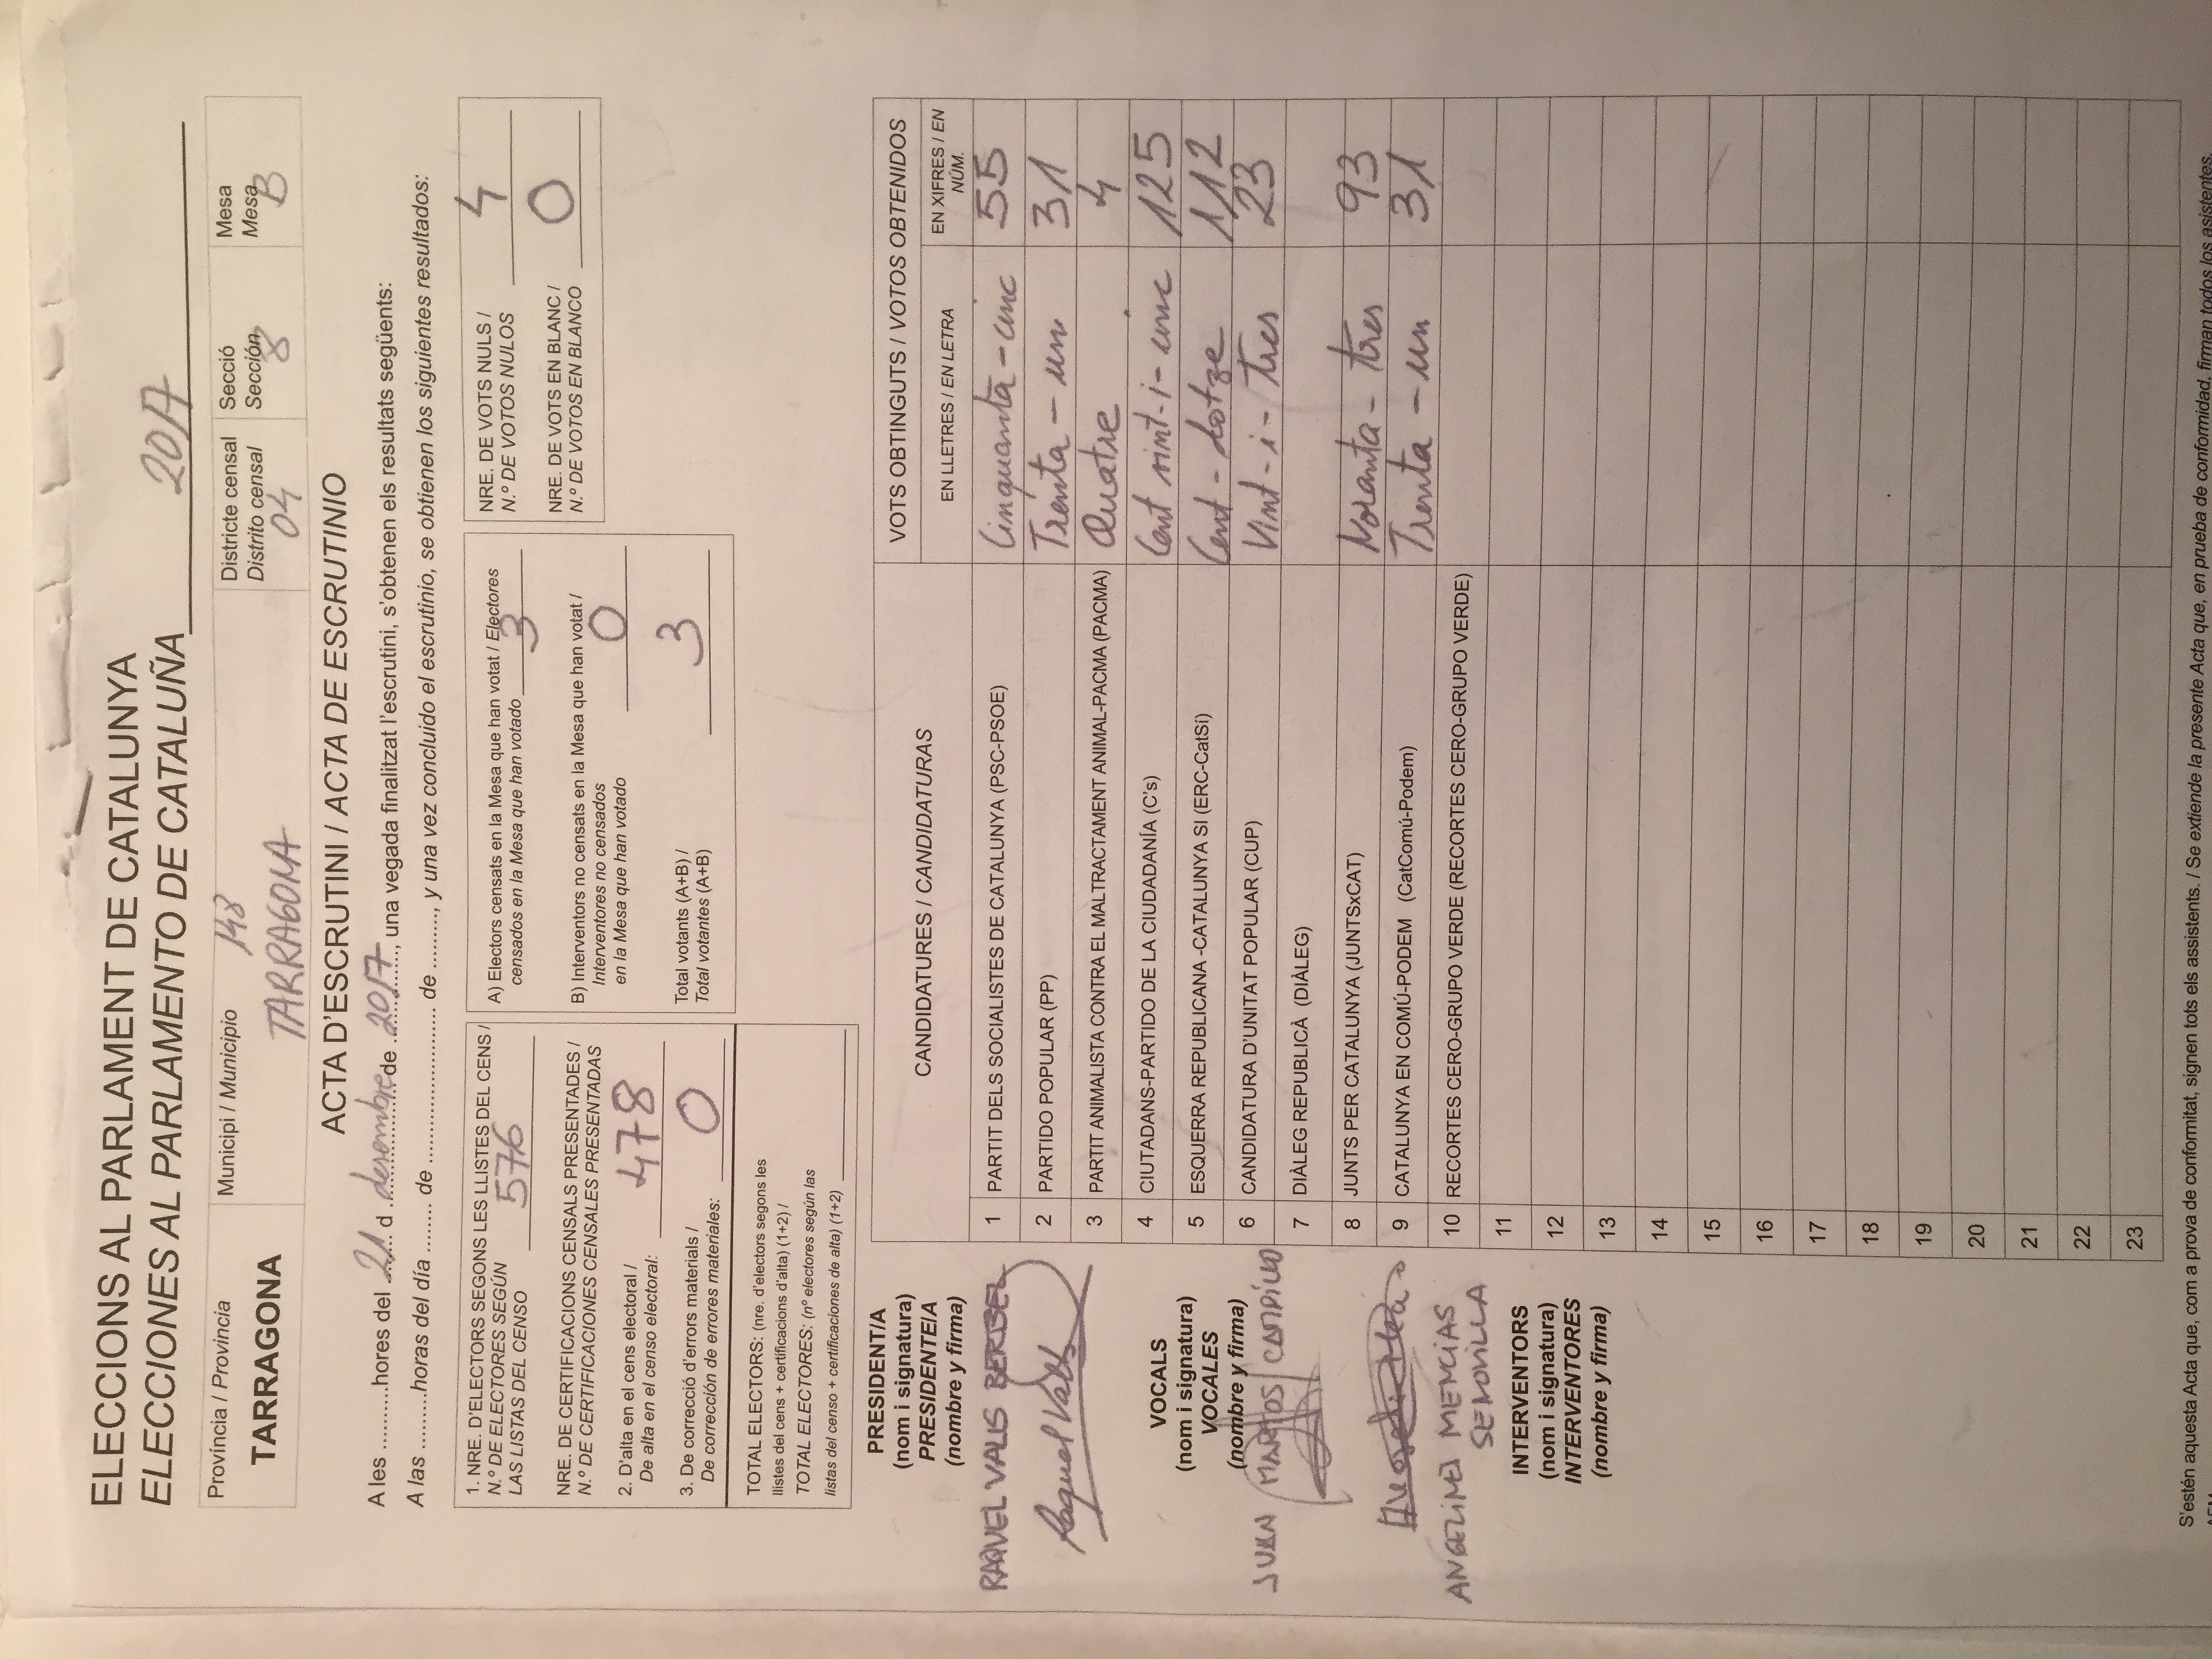 ELECCIONS AL PARLAMENT DE CATALUNYA
ELECCIONES AL PARLAMENTO DE CATALUÑA 2017
Província / Provincia
TARRAGONA
Municipi / Municipio 148
TARRAGONA
Districte censal
Distrito censal
04
Secció
Sección
8
Mesa
Mesa
B
ACTA D'ESCRUTINI / ACTA DE ESCRUTINIO
A les ..........hores del 21 d desembre de 2017, una vegada finalitzat l'escrutini, s'obtenen els resultats següents:
A las .........horas del día ........ de ......................... de ........., y una vez concluido el escrutinio, se obtienen los siguientes resultados:
1. NRE. D'ELECTORS SEGONS LES LLISTES DEL CENS /
N.º DE ELECTORES SEGÚN
LAS LISTAS DEL CENSO 576
NRE. DE CERTIFICACIONS CENSALS PRESENTADES /
N.º DE CERTIFICACIONES CENSALES PRESENTADAS
2. D'alta en el cens electoral /
De alta en el censo electoral: 478
3. De correcció d'errors materials /
De corrección de errores materiales: 0
TOTAL ELECTORS: (nre. d'electors segons les
llistes del cens + certificacions d'alta) (1+2) /
TOTAL ELECTORES: (nº electores según las
listas del censo + certificaciones de alta) (1+2)
A) Electors censats en la Mesa que han votat / Electores
censados en la Mesa que han votado 3
B) Interventors no censats en la Mesa que han votat /
Interventores no censados
en la Mesa que han votado 0
Total votants (A+B) /
Total votantes (A+B) 3
NRE. DE VOTS NULS /
N.º DE VOTOS NULOS 4
NRE. DE VOTS EN BLANC /
N.º DE VOTOS EN BLANCO 0
PRESIDENT/A
(nom i signatura)
PRESIDENTE/A
(nombre y firma)
RAQUEL VALLS BERBEL
Raquel Valls
VOCALS
(nom i signatura)
VOCALES
(nombre y firma)
JUAN MARTOS CAMPILLO
ANGELINES MENCIAS
SENOVILLA
INTERVENTORS
(nom i signatura)
INTERVENTORES
(nombre y firma)
CANDIDATURES / CANDIDATURAS
VOTS OBTINGUTS / VOTOS OBTENIDOS
EN LLETRES / EN LETRA
EN XIFRES / EN
NÚM.
1 PARTIT DELS SOCIALISTES DE CATALUNYA (PSC-PSOE) Cinquanta-cinc 55
2 PARTIDO POPULAR (PP) Trenta-un 31
3 PARTIT ANIMALISTA CONTRA EL MALTRACTAMENT ANIMAL-PACMA (PACMA) Quatre 4
4 CIUTADANS-PARTIDO DE LA CIUDADANÍA (C's) Cent vint-i-cinc 125
5 ESQUERRA REPUBLICANA -CATALUNYA SI (ERC-CatSí) Cent-dotze 112
6 CANDIDATURA D'UNITAT POPULAR (CUP) Vint-i-tres 23
7 DIÀLEG REPUBLICÀ (DIÀLEG)
8 JUNTS PER CATALUNYA (JUNTSxCAT) Noranta-tres 93
9 CATALUNYA EN COMÚ-PODEM (CatComú-Podem) Trenta-un 31
10 RECORTES CERO-GRUPO VERDE (RECORTES CERO-GRUPO VERDE)
11
12
13
14
15
16
17
18
19
20
21
22
23
S'estén aquesta Acta que, com a prova de conformitat, signen tots els assistents. / Se extiende la presente Acta que, en prueba de conformidad, firman todos los asistentes.